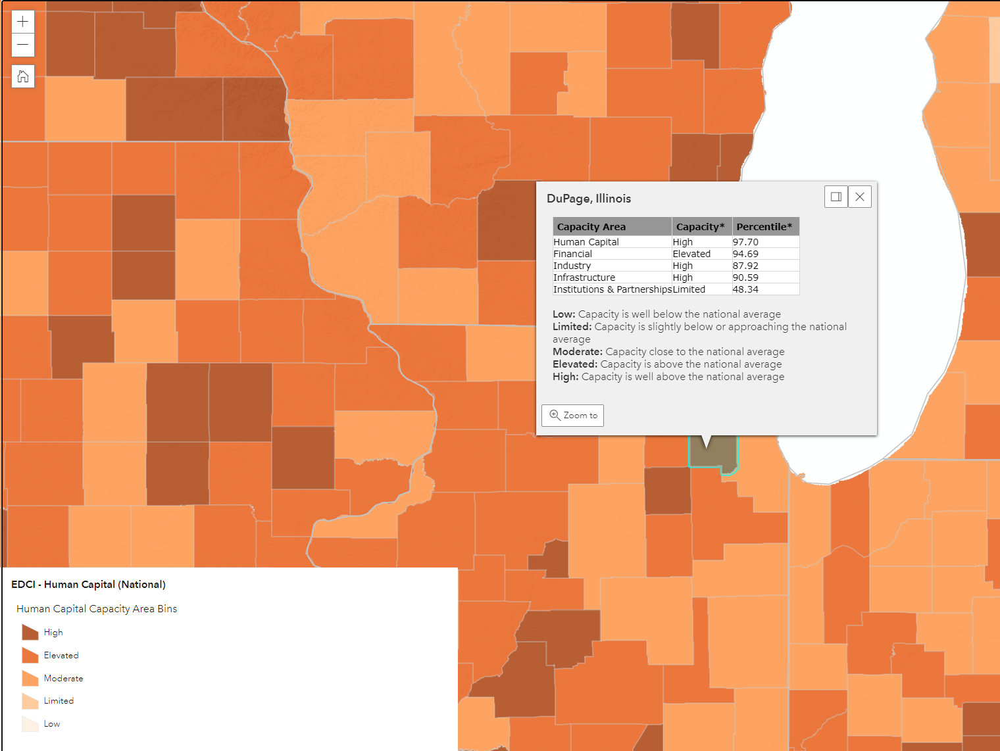 DuPage, Illinois
Capacity Area Capacity* Percentile*
Human Capital High 97.70
Financial Elevated 94.69
Industry High 87.92
Infrastructure High 90.59
Institutions & Partnerships Limited 48.34
Low: Capacity is well below the national average
Limited: Capacity is slightly below or approaching the national
average
Moderate: Capacity close to the national average
Elevated: Capacity is above the national average
High: Capacity is well above the national average
Zoom to
EDCI - Human Capital (National)
Human Capital Capacity Area Bins
High
Elevated
Moderate
Limited
Low